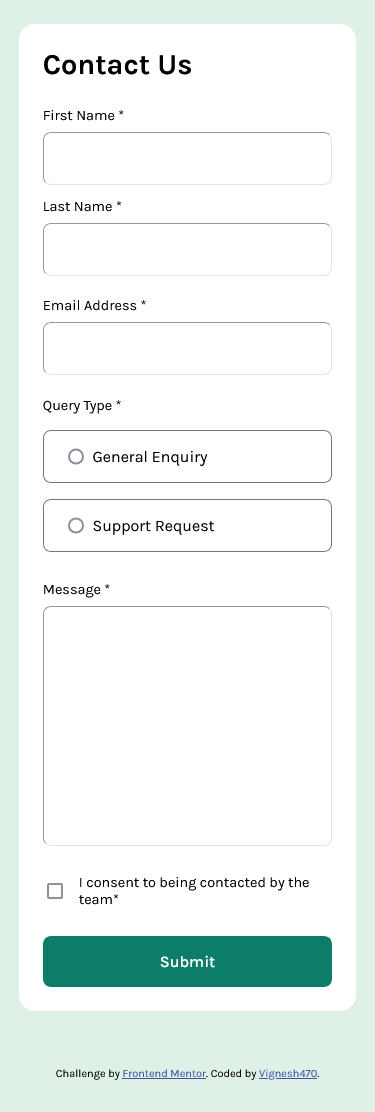 Contact Us
First Name *
Last Name *
Email Address *
Query Type *
General Enquiry
Support Request
Message *
I consent to being contacted by the
team*
Submit
Challenge by Frontend Mentor. Coded by Vignesh470.